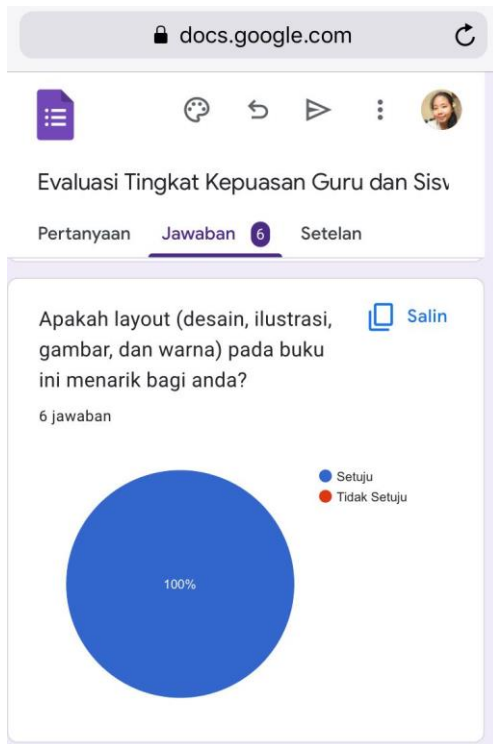 docs.google.com
Evaluasi Tingkat Kepuasan Guru dan
Pertanyaan Jawaban 6 Setelan
Apakah layout (desain, ilustrasi,
gambar, dan warna) pada buku
ini menarik bagi anda?
Salin
6 jawaban
Setuju
Tidak Setuju
100%